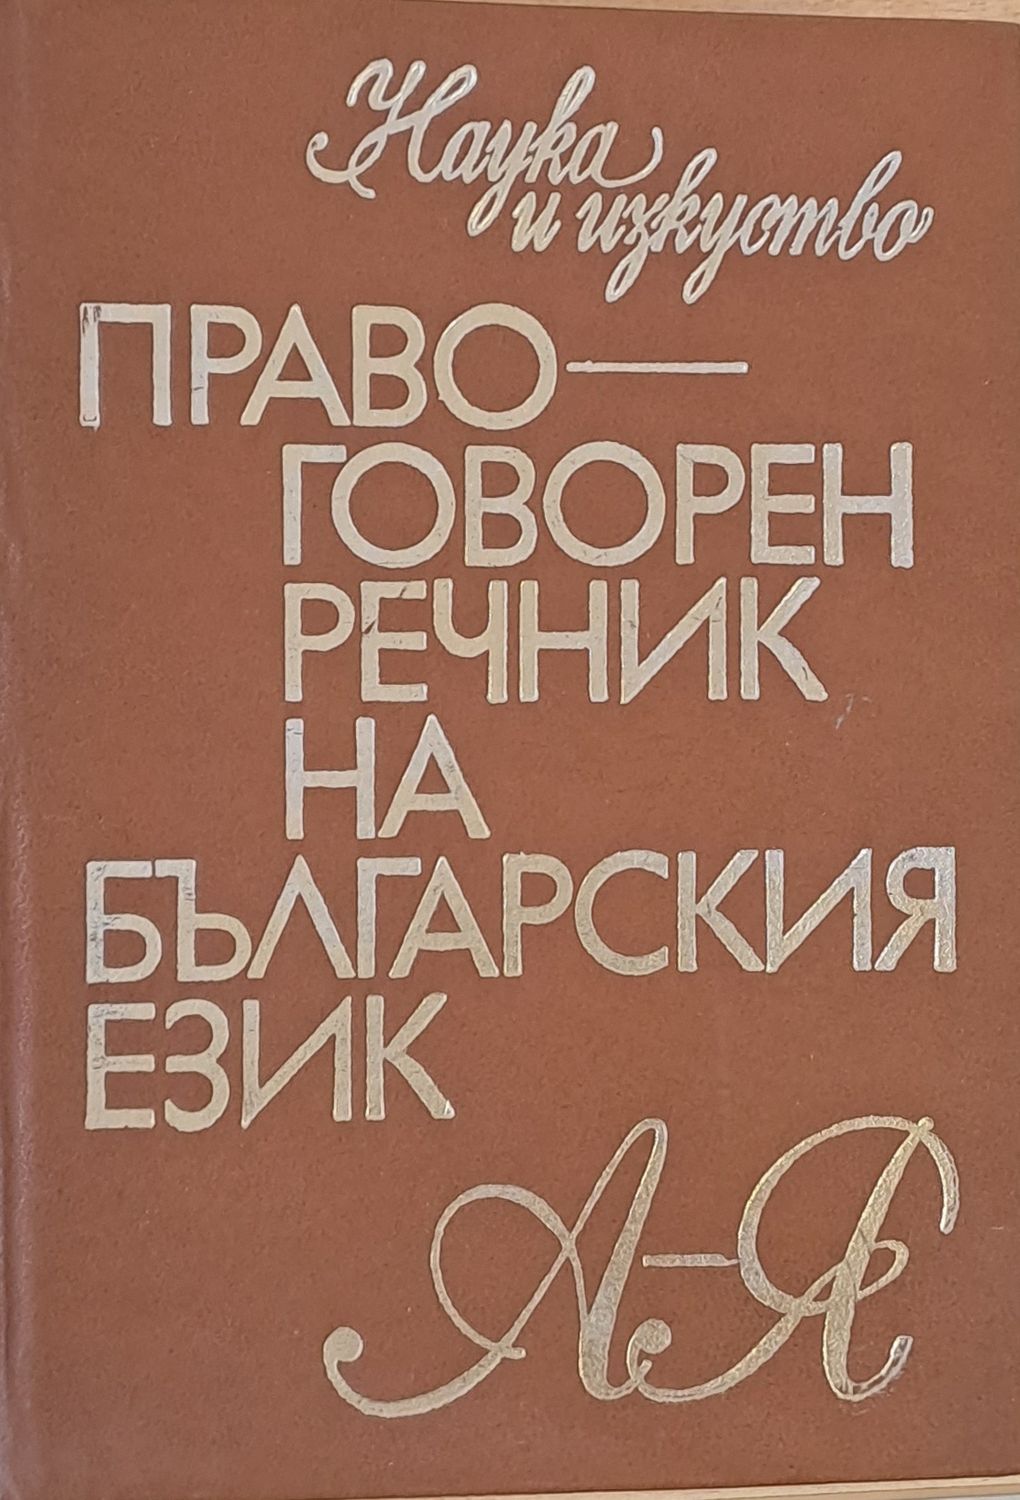 Наука
и изкуство
ПРАВО—
ГОВОРЕН
РЕЧНИК
НА
БЪЛГАРСКИЯ
ЕЗИК
А–Я